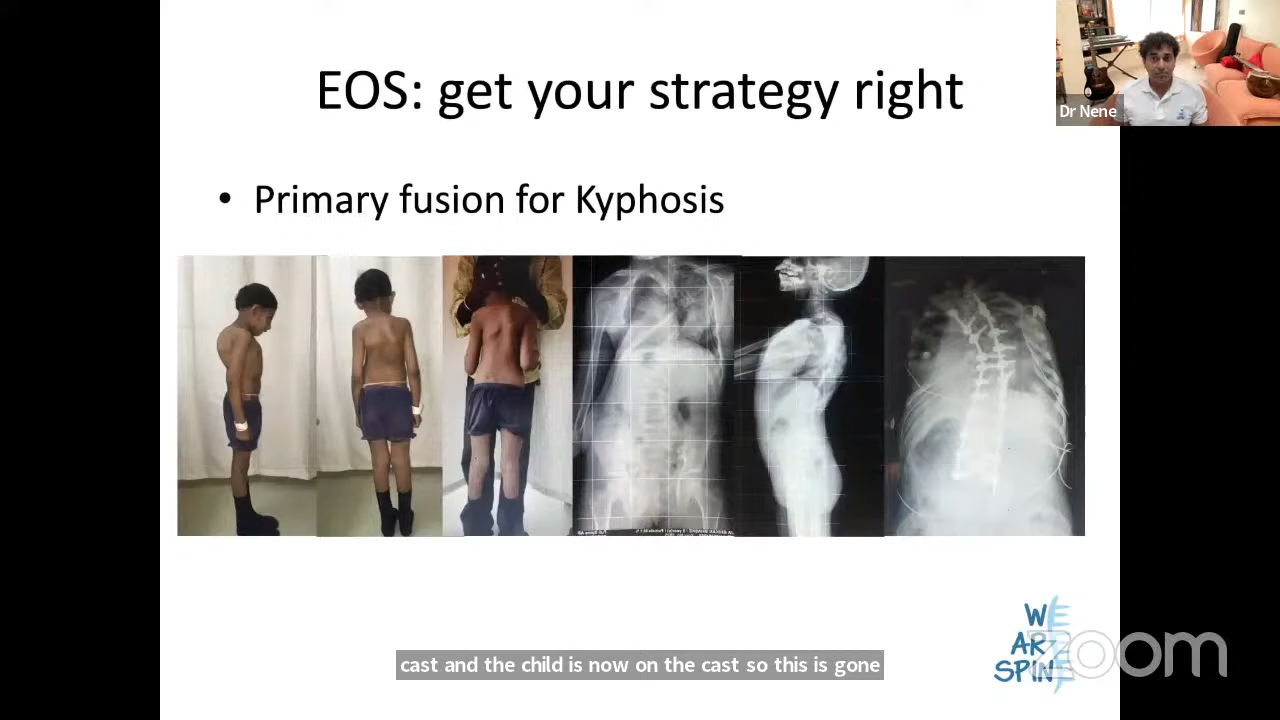 EOS: get your strategy right
Dr Nene
• Primary fusion for Kyphosis
WE
ARE
SPINE
zoom
cast and the child is now on the cast so this is gone